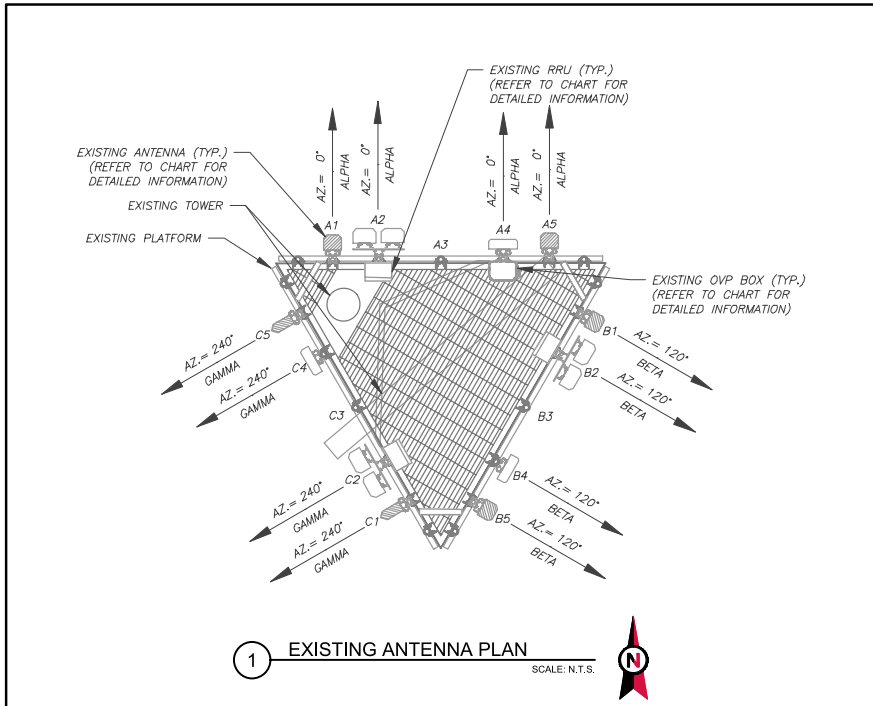 EXISTING RRU (TYP.)
(REFER TO CHART FOR
DETAILED INFORMATION)
EXISTING ANTENNA (TYP.)
(REFER TO CHART FOR
DETAILED INFORMATION)
EXISTING TOWER
EXISTING PLATFORM
AZ.= 0°
ALPHA
AZ.= 0°
ALPHA
AZ.= 0°
ALPHA
AZ.= 0°
ALPHA
A1
A2
A3
A4
A5
EXISTING OVP BOX (TYP.)
(REFER TO CHART FOR
DETAILED INFORMATION)
B1
AZ.= 120°
BETA
B2
AZ.= 120°
BETA
B3
B4
AZ.= 120°
BETA
B5
AZ.= 120°
BETA
C5
AZ.= 240°
GAMMA
C4
AZ.= 240°
GAMMA
C3
C2
AZ.= 240°
GAMMA
C1
AZ.= 240°
GAMMA
1
EXISTING ANTENNA PLAN
SCALE: N.T.S.
N